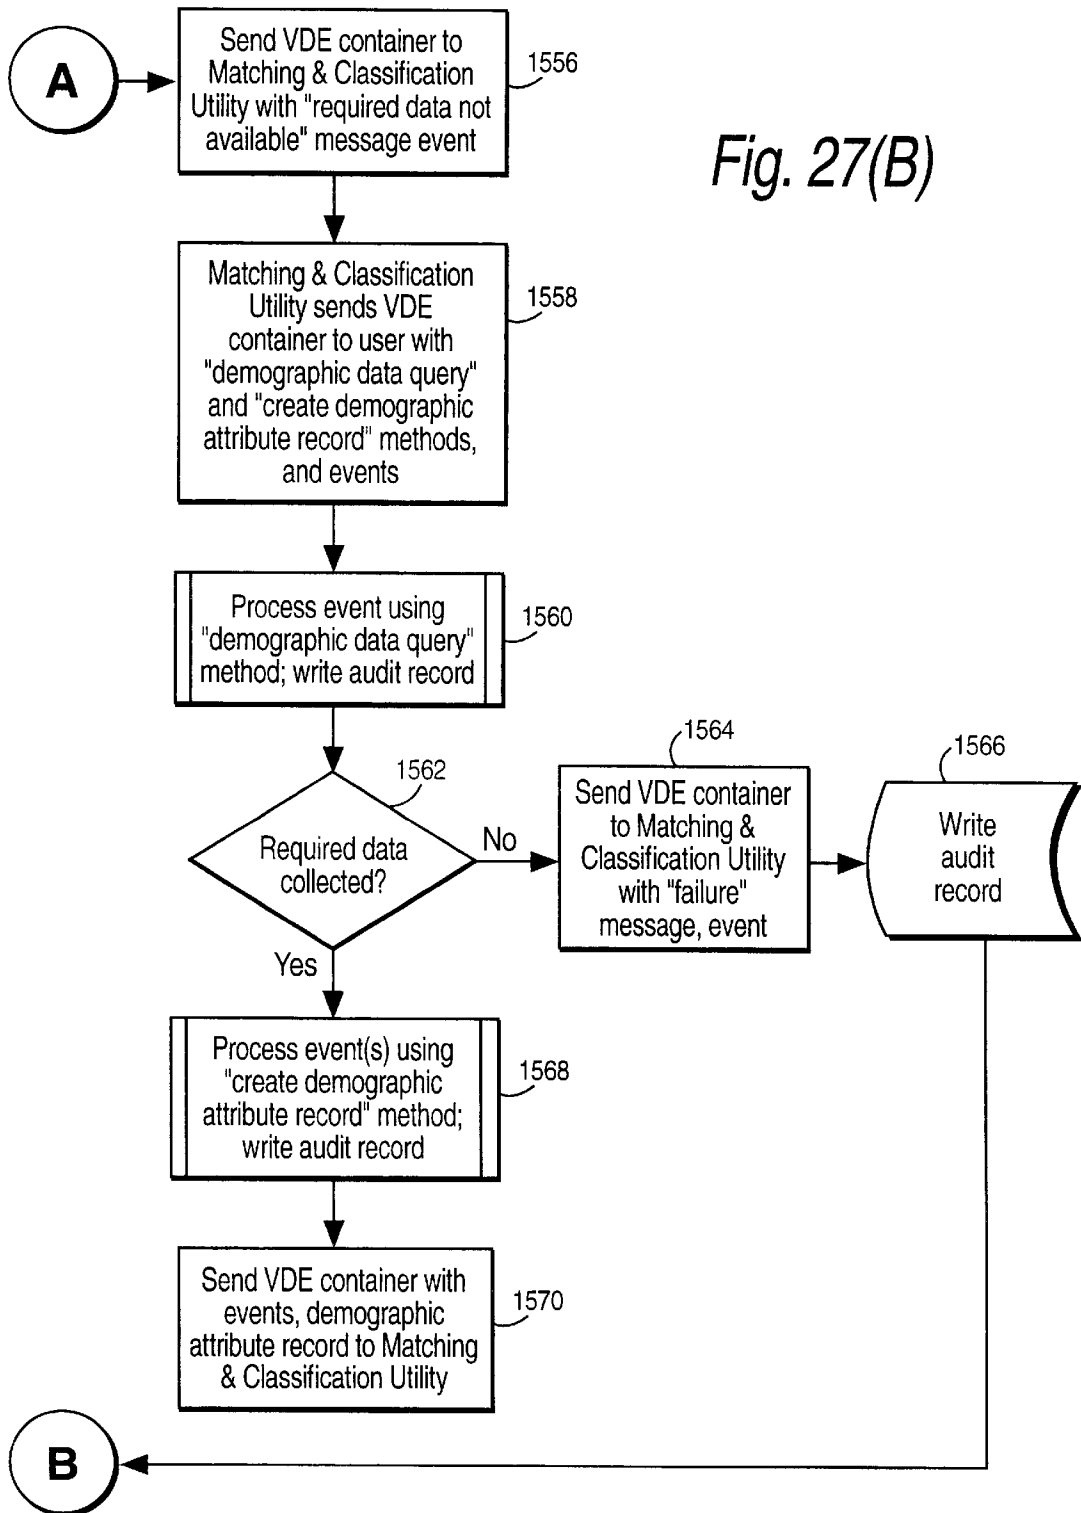 A
Send VDE container to
Matching & Classification
Utility with "required data not
available" message event
1556
Fig. 27(B)
Matching & Classification
Utility sends VDE
container to user with
"demographic data query"
and "create demographic
attribute record" methods,
and events
1558
Process event using
"demographic data query"
method; write audit record
1560
Required data
collected?
1562
No
Send VDE container
to Matching &
Classification Utility
with "failure"
message, event
1564
Write
audit
record
1566
Yes
Process event(s) using
"create demographic
attribute record" method;
write audit record
1568
Send VDE container with
events, demographic
attribute record to Matching
& Classification Utility
1570
B